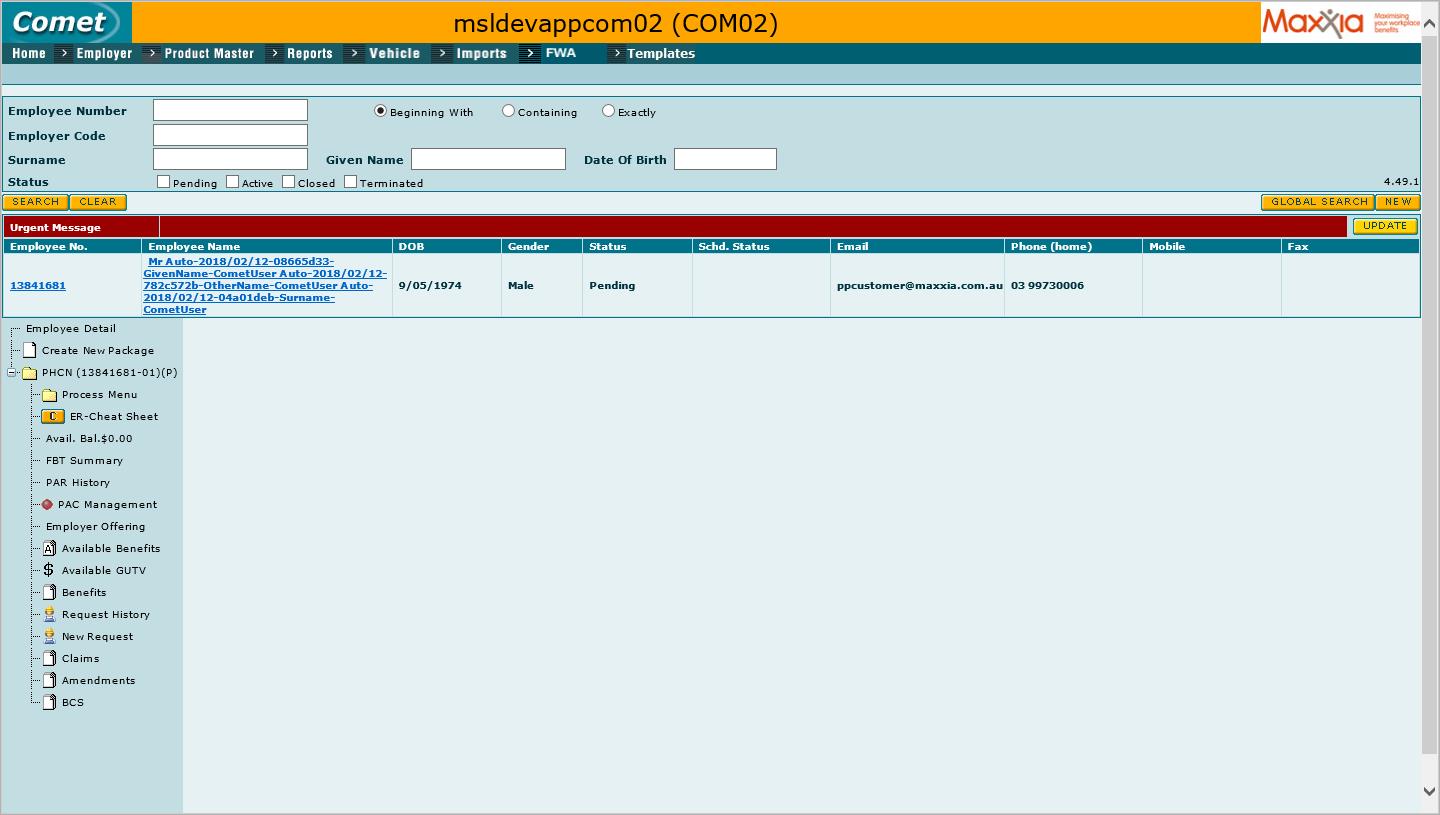 Comet
msldevappcom02 (COM02)
Maxxia Maximising your workplace benefits
Home > Employer > Product Master > Reports > Vehicle > Imports > FWA > Templates
Employee Number Beginning With Containing Exactly
Employer Code
Surname Given Name Date Of Birth
Status Pending Active Closed Terminated 4.49.1
SEARCH CLEAR GLOBAL SEARCH NEW
Urgent Message UPDATE
Employee No. Employee Name DOB Gender Status Schd. Status Email Phone (home) Mobile Fax
Mr Auto-2018/02/12-08665d33-
GivenName-CometUser Auto-2018/02/12-
13841681 782c572b-OtherName-CometUser Auto- 9/05/1974 Male Pending ppcustomer@maxxia.com.au 03 99730006
2018/02/12-04a01deb-Surname-
CometUser
Employee Detail
Create New Package
PHCN (13841681-01)(P)
Process Menu
C ER-Cheat Sheet
Avail. Bal.$0.00
FBT Summary
PAR History
PAC Management
Employer Offering
A Available Benefits
$ Available GUTV
Benefits
Request History
New Request
Claims
Amendments
BCS